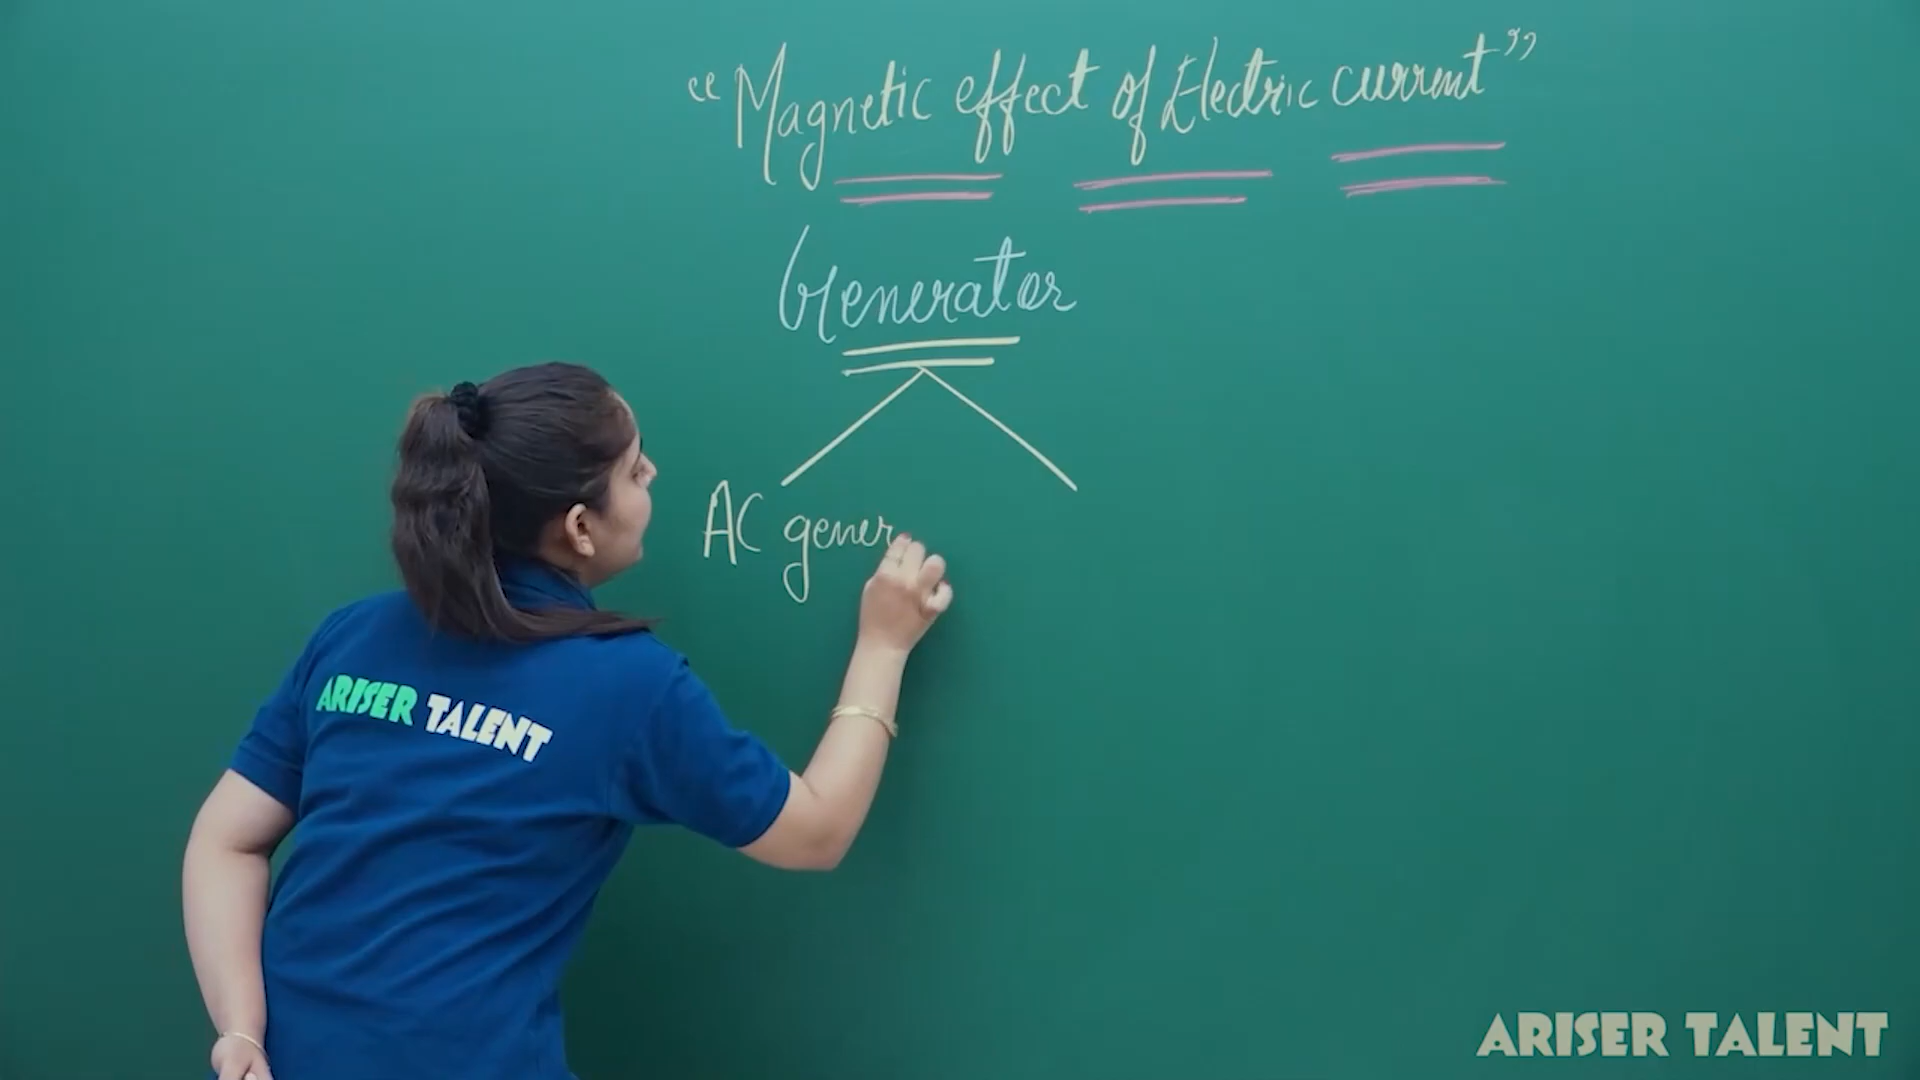 “Magnetic effect of Electric current”
Generator
AC gener
ARISER TALENT
ARISER TALENT